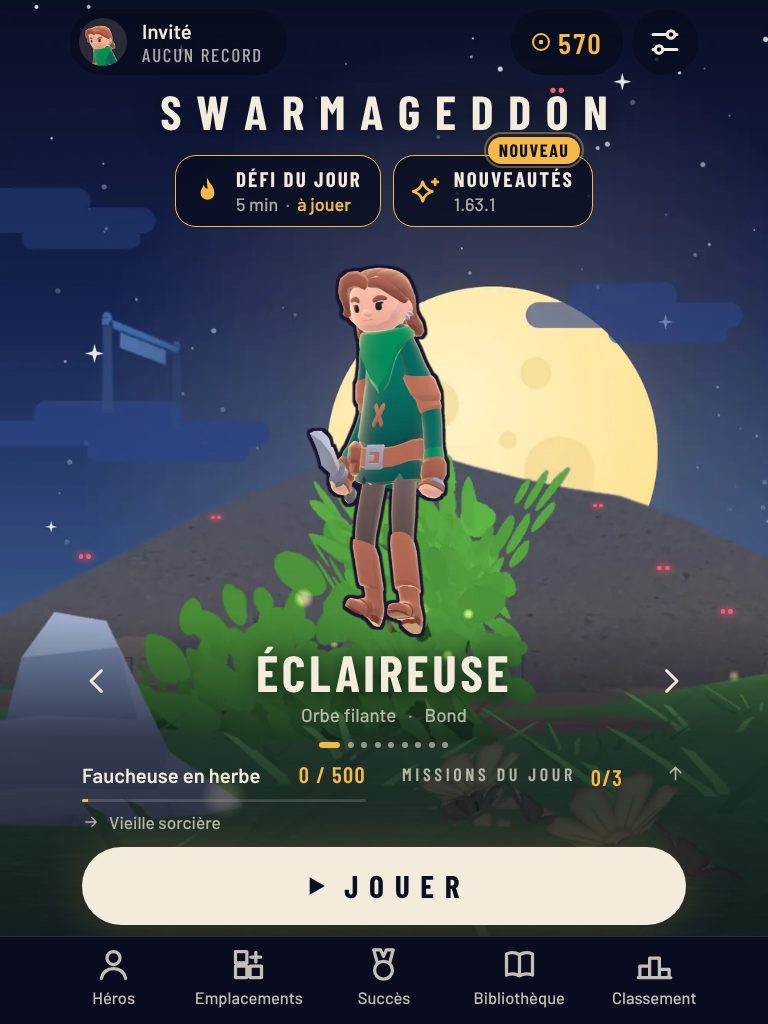 Invité
AUCUN RECORD
570
SWARMAGEDDÖN
NOUVEAU
DÉFI DU JOUR
5 min · à jouer
NOUVEAUTÉS
1.63.1
ÉCLAIREUSE
Orbe filante · Bond
Faucheuse en herbe 0 / 500
MISSIONS DU JOUR 0/3
Vieille sorcière
JOUER
Héros
Emplacements
Succès
Bibliothèque
Classement